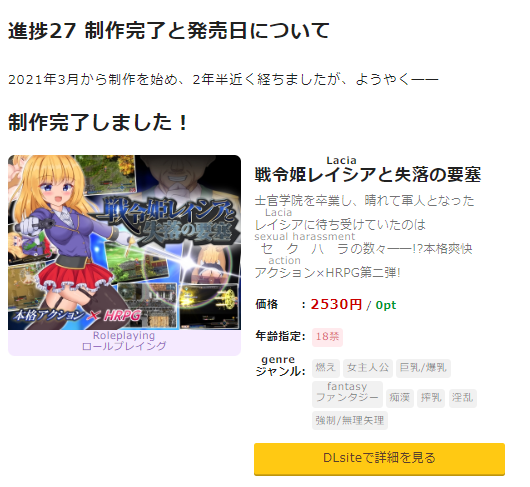 進捗27 制作完了と発売日について
2021年3月から制作を始め、2年半近く経ちましたが、ようやく――
制作完了しました！
戦令姫レイシアと
失落の要塞
本格アクション×HRPG
Roleplaying
ロールプレイング
Lacia
戦令姫レイシアと失落の要塞
士官学院を卒業し、晴れて軍人となった
Lacia
レイシアに待ち受けていたのは
sexual harassment
セクハラの数々――!?本格爽快
action
アクション×HRPG第二弾!
価格 : 2530円 / 0pt
年齢指定: 18禁
genre
ジャンル: 燃え 女主人公 巨乳/爆乳
fantasy
ファンタジー 痴漢 搾乳 淫乱
強制/無理矢理
DLsiteで詳細を見る